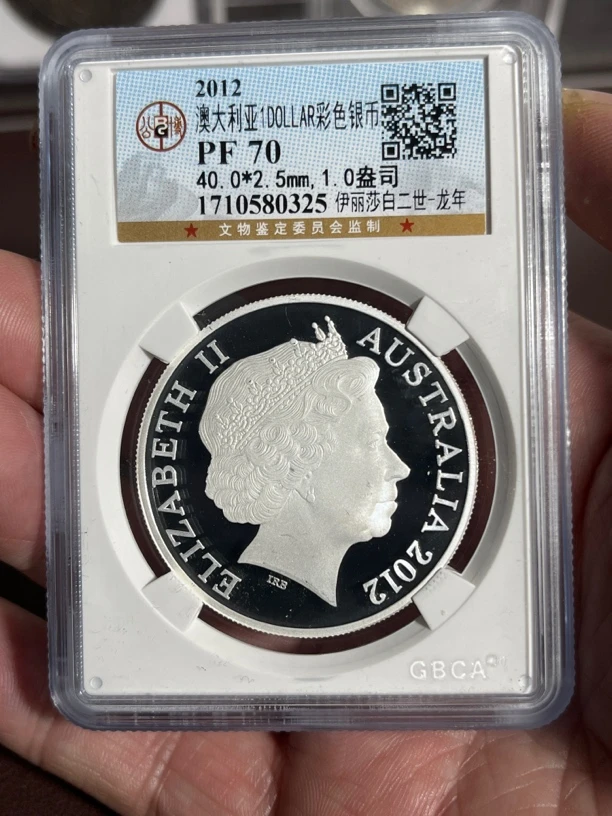 2012
澳大利亚1DOLLAR彩色银币
PF 70
40.0*2.5mm,1.0盎司
1710580325 伊丽莎白二世-龙年
★ 文物鉴定委员会监制 ★
ELIZABETH II
AUSTRALIA 2012
IRB
GBCA